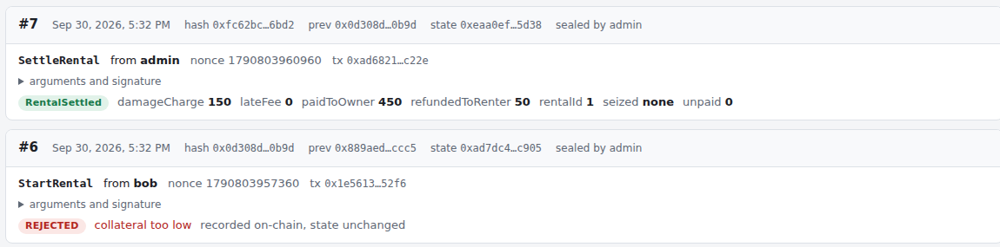 #7 Sep 30, 2026, 5:32 PM hash 0xfc62bc…6bd2 prev 0x0d308d…0b9d state 0xeaa0ef…5d38 sealed by admin
SettleRental from admin nonce 1790803960960 tx 0xad6821…c22e
▶ arguments and signature
RentalSettled damageCharge 150 lateFee 0 paidToOwner 450 refundedToRenter 50 rentalId 1 seized none unpaid 0
#6 Sep 30, 2026, 5:32 PM hash 0x0d308d…0b9d prev 0x889aed…ccc5 state 0xad7dc4…c905 sealed by admin
StartRental from bob nonce 1790803957360 tx 0x1e5613…52f6
▶ arguments and signature
REJECTED collateral too low recorded on-chain, state unchanged